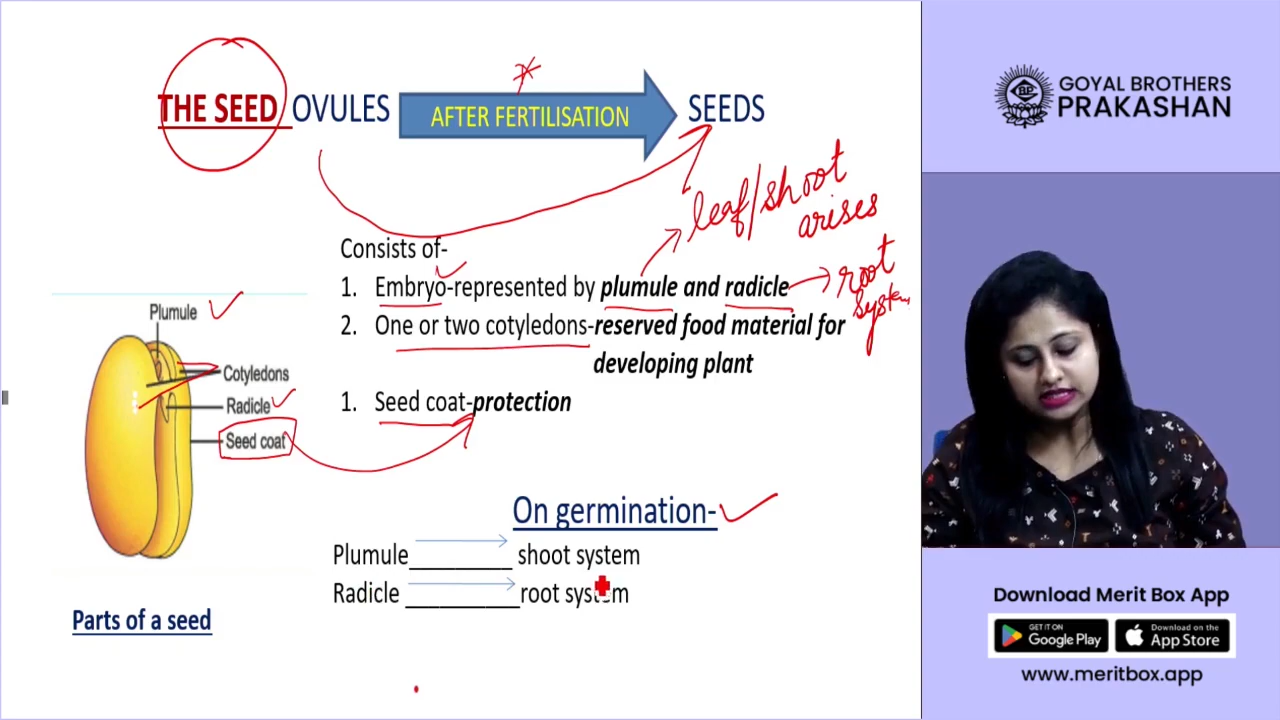 THE SEED OVULES AFTER FERTILISATION SEEDS
leaf/shoot
arises
Consists of-
1. Embryo-represented by plumule and radicle
root
system
2. One or two cotyledons-reserved food material for
developing plant
1. Seed coat-protection
Plumule
Cotyledons
Radicle
Seed coat
Parts of a seed
On germination-
Plumule__________ shoot system
Radicle ___________root system
BP
GOYAL BROTHERS
PRAKASHAN
Download Merit Box App
GET IT ON
Google Play
Download on the
App Store
www.meritbox.app